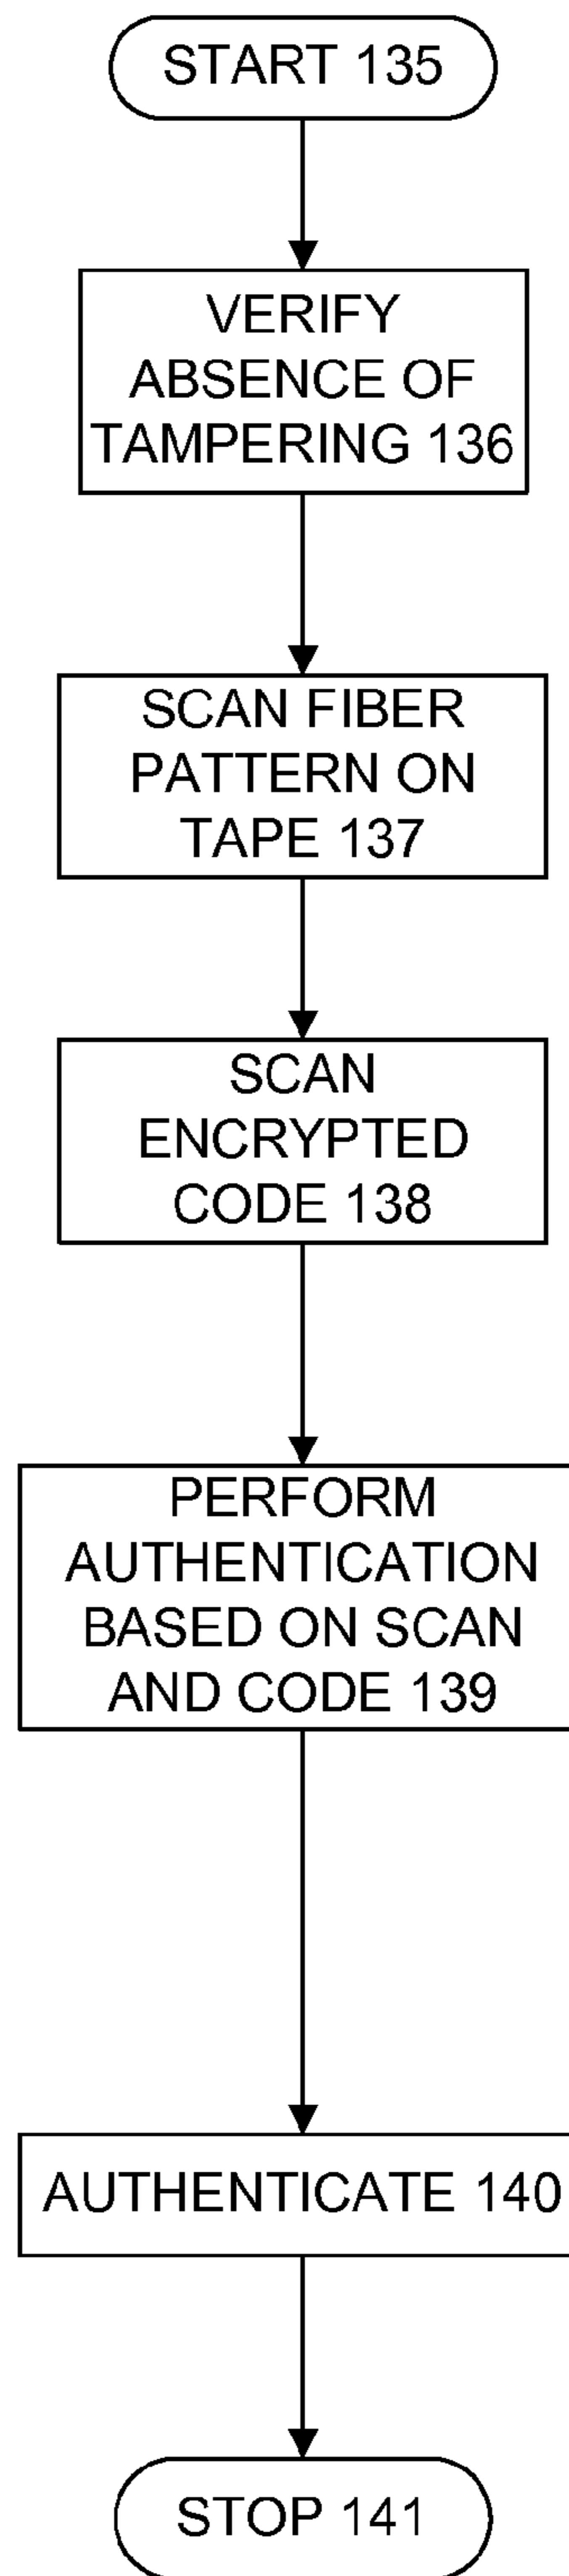 START 135
VERIFY
ABSENCE OF
TAMPERING 136
SCAN FIBER
PATTERN ON
TAPE 137
SCAN
ENCRYPTED
CODE 138
PERFORM
AUTHENTICATION
BASED ON SCAN
AND CODE 139
AUTHENTICATE 140
STOP 141